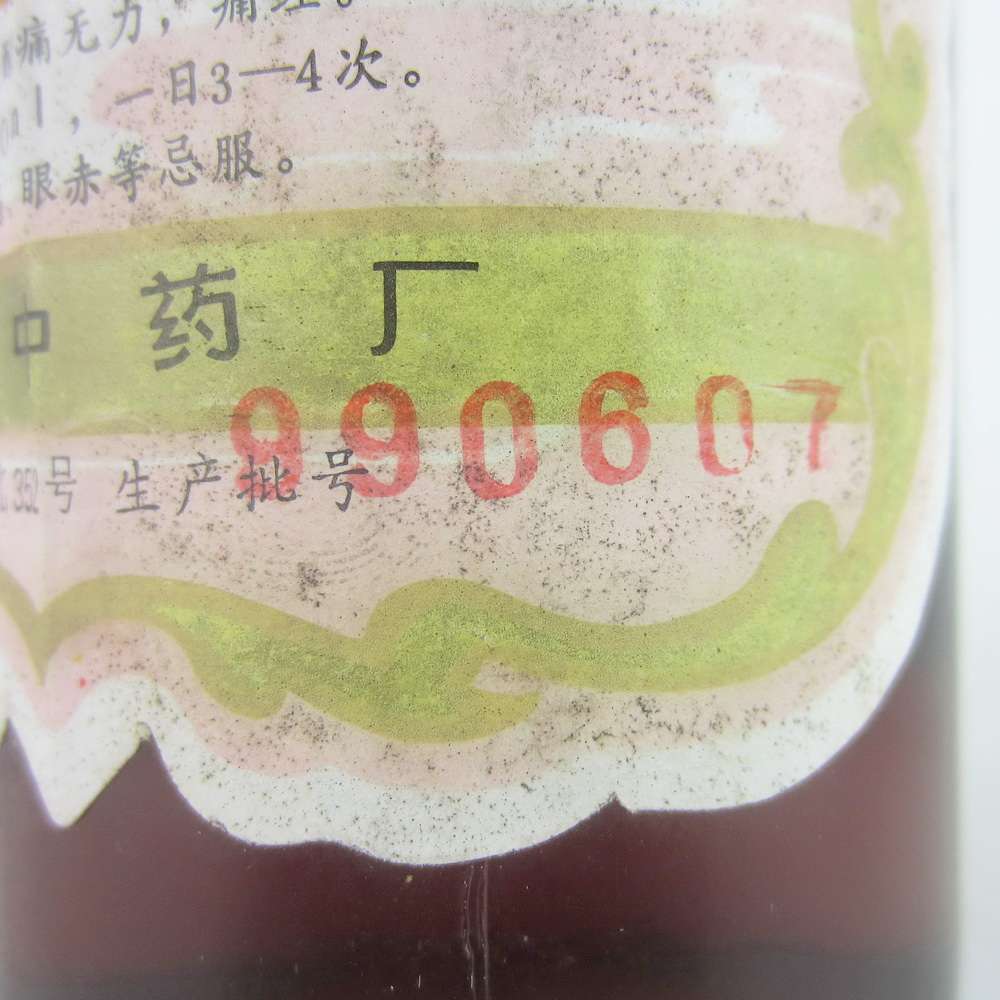 痛无力，痛经。
ml，一日3—4次。
眼赤等忌服。
中药厂
352号 生产批号 990607